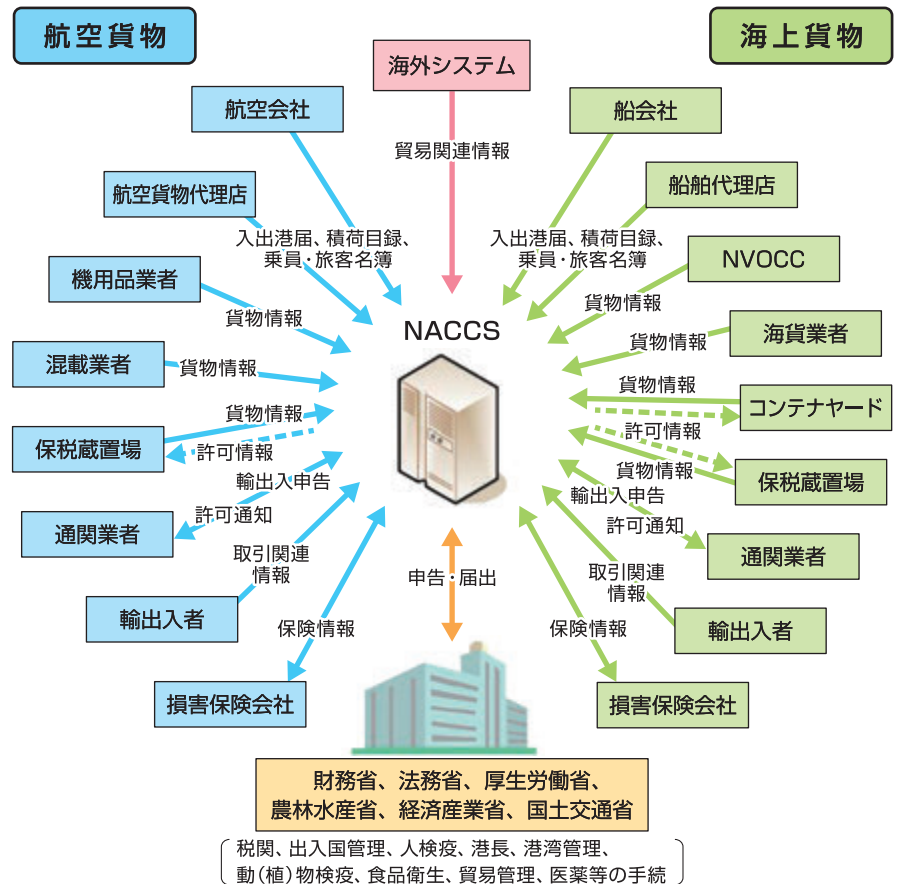 航空貨物
海上貨物
海外システム
貿易関連情報
航空会社
航空貨物代理店
入出港届、積荷目録、
乗員・旅客名簿
機用品業者
貨物情報
混載業者
貨物情報
保税蔵置場
貨物情報
許可情報
通関業者
輸出入申告
許可通知
輸出入者
取引関連
情報
損害保険会社
保険情報
船会社
船舶代理店
入出港届、積荷目録、
乗員・旅客名簿
NVOCC
貨物情報
海貨業者
貨物情報
コンテナヤード
貨物情報
許可情報
保税蔵置場
貨物情報
通関業者
輸出入申告
許可通知
輸出入者
取引関連
情報
損害保険会社
保険情報
NACCS
申告・届出
財務省、法務省、厚生労働省、
農林水産省、経済産業省、国土交通省
税関、出入国管理、人検疫、港長、港湾管理、
動(植)物検疫、食品衛生、貿易管理、医薬等の手続